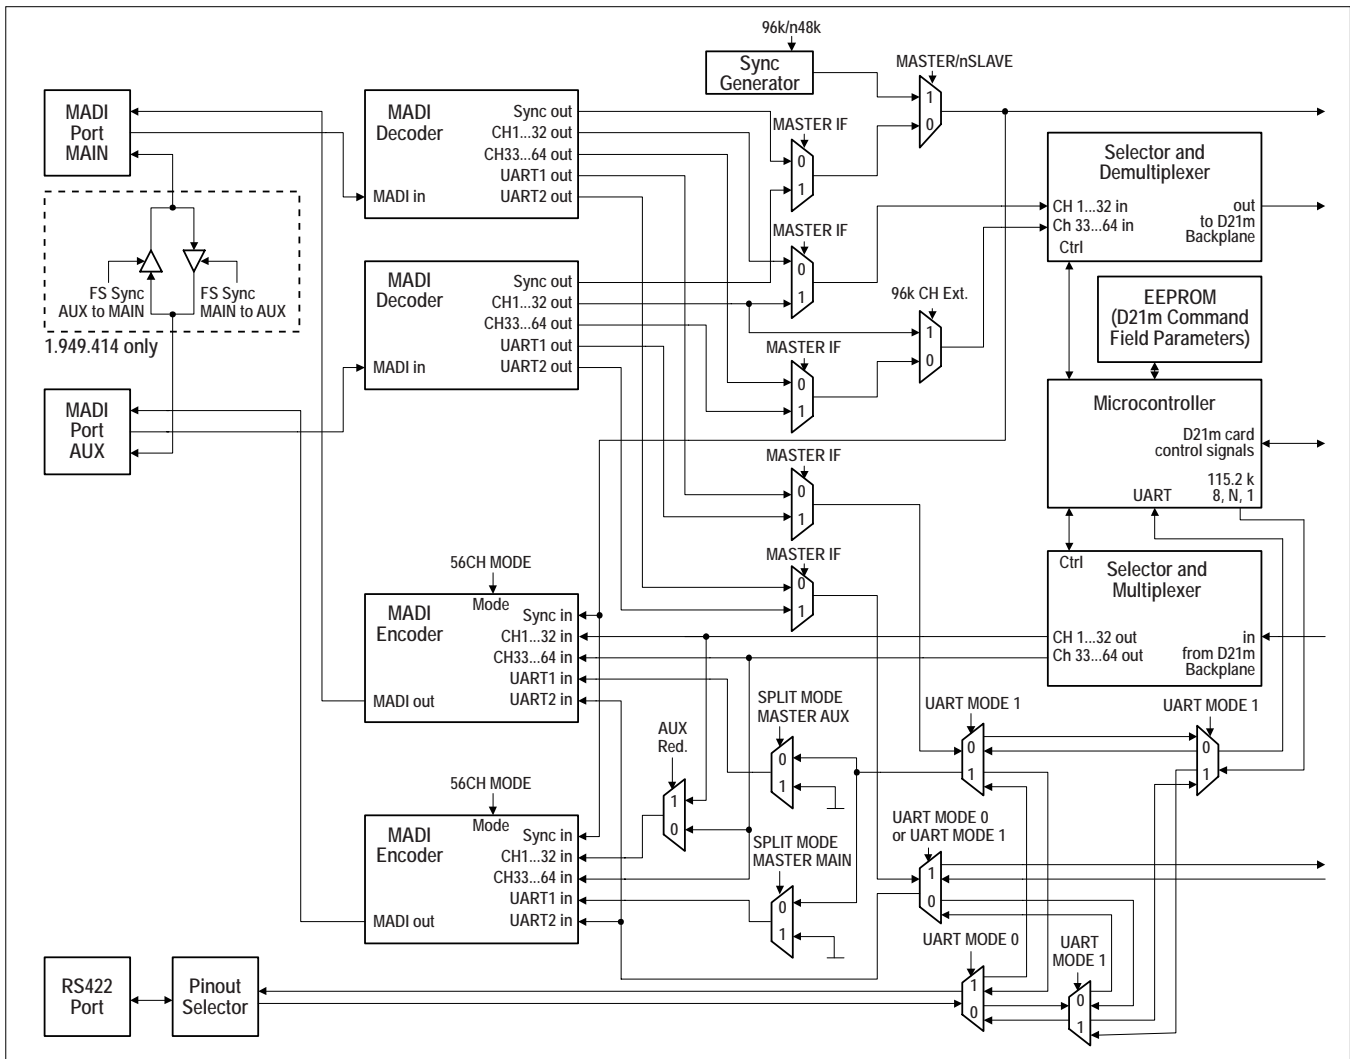 96k/n48k
Sync
Generator
MASTER/nSLAVE
1
0
MADI
Port
MAIN
MADI
Decoder
Sync out
CH1...32 out
CH33...64 out
UART1 out
UART2 out
MADI in
MASTER IF
0
1
Selector and
Demultiplexer
CH 1...32 in
Ch 33...64 in
Ctrl
out
to D21m
Backplane
FS Sync
AUX to MAIN
FS Sync
MAIN to AUX
1.949.414 only
MASTER IF
0
1
MADI
Decoder
Sync out
CH1...32 out
CH33...64 out
UART1 out
UART2 out
MADI in
96k CH Ext.
1
0
EEPROM
(D21m Command
Field Parameters)
MASTER IF
0
1
MADI
Port
AUX
Microcontroller
D21m card
control signals
115.2 k
8, N, 1
UART
MASTER IF
0
1
MASTER IF
0
1
56CH MODE
Mode
MADI
Encoder
Sync in
CH1...32 in
CH33...64 in
UART1 in
UART2 in
MADI out
Ctrl
Selector and
Multiplexer
CH 1...32 out
Ch 33...64 out
in
from D21m
Backplane
SPLIT MODE
MASTER AUX
0
1
UART MODE 1
0
1
UART MODE 1
0
1
AUX
Red.
1
0
56CH MODE
Mode
MADI
Encoder
Sync in
CH1...32 in
CH33...64 in
UART1 in
UART2 in
MADI out
SPLIT MODE
MASTER MAIN
0
1
UART MODE 0
or UART MODE 1
1
0
UART MODE 0
1
0
UART
MODE 1
0
1
RS422
Port
Pinout
Selector